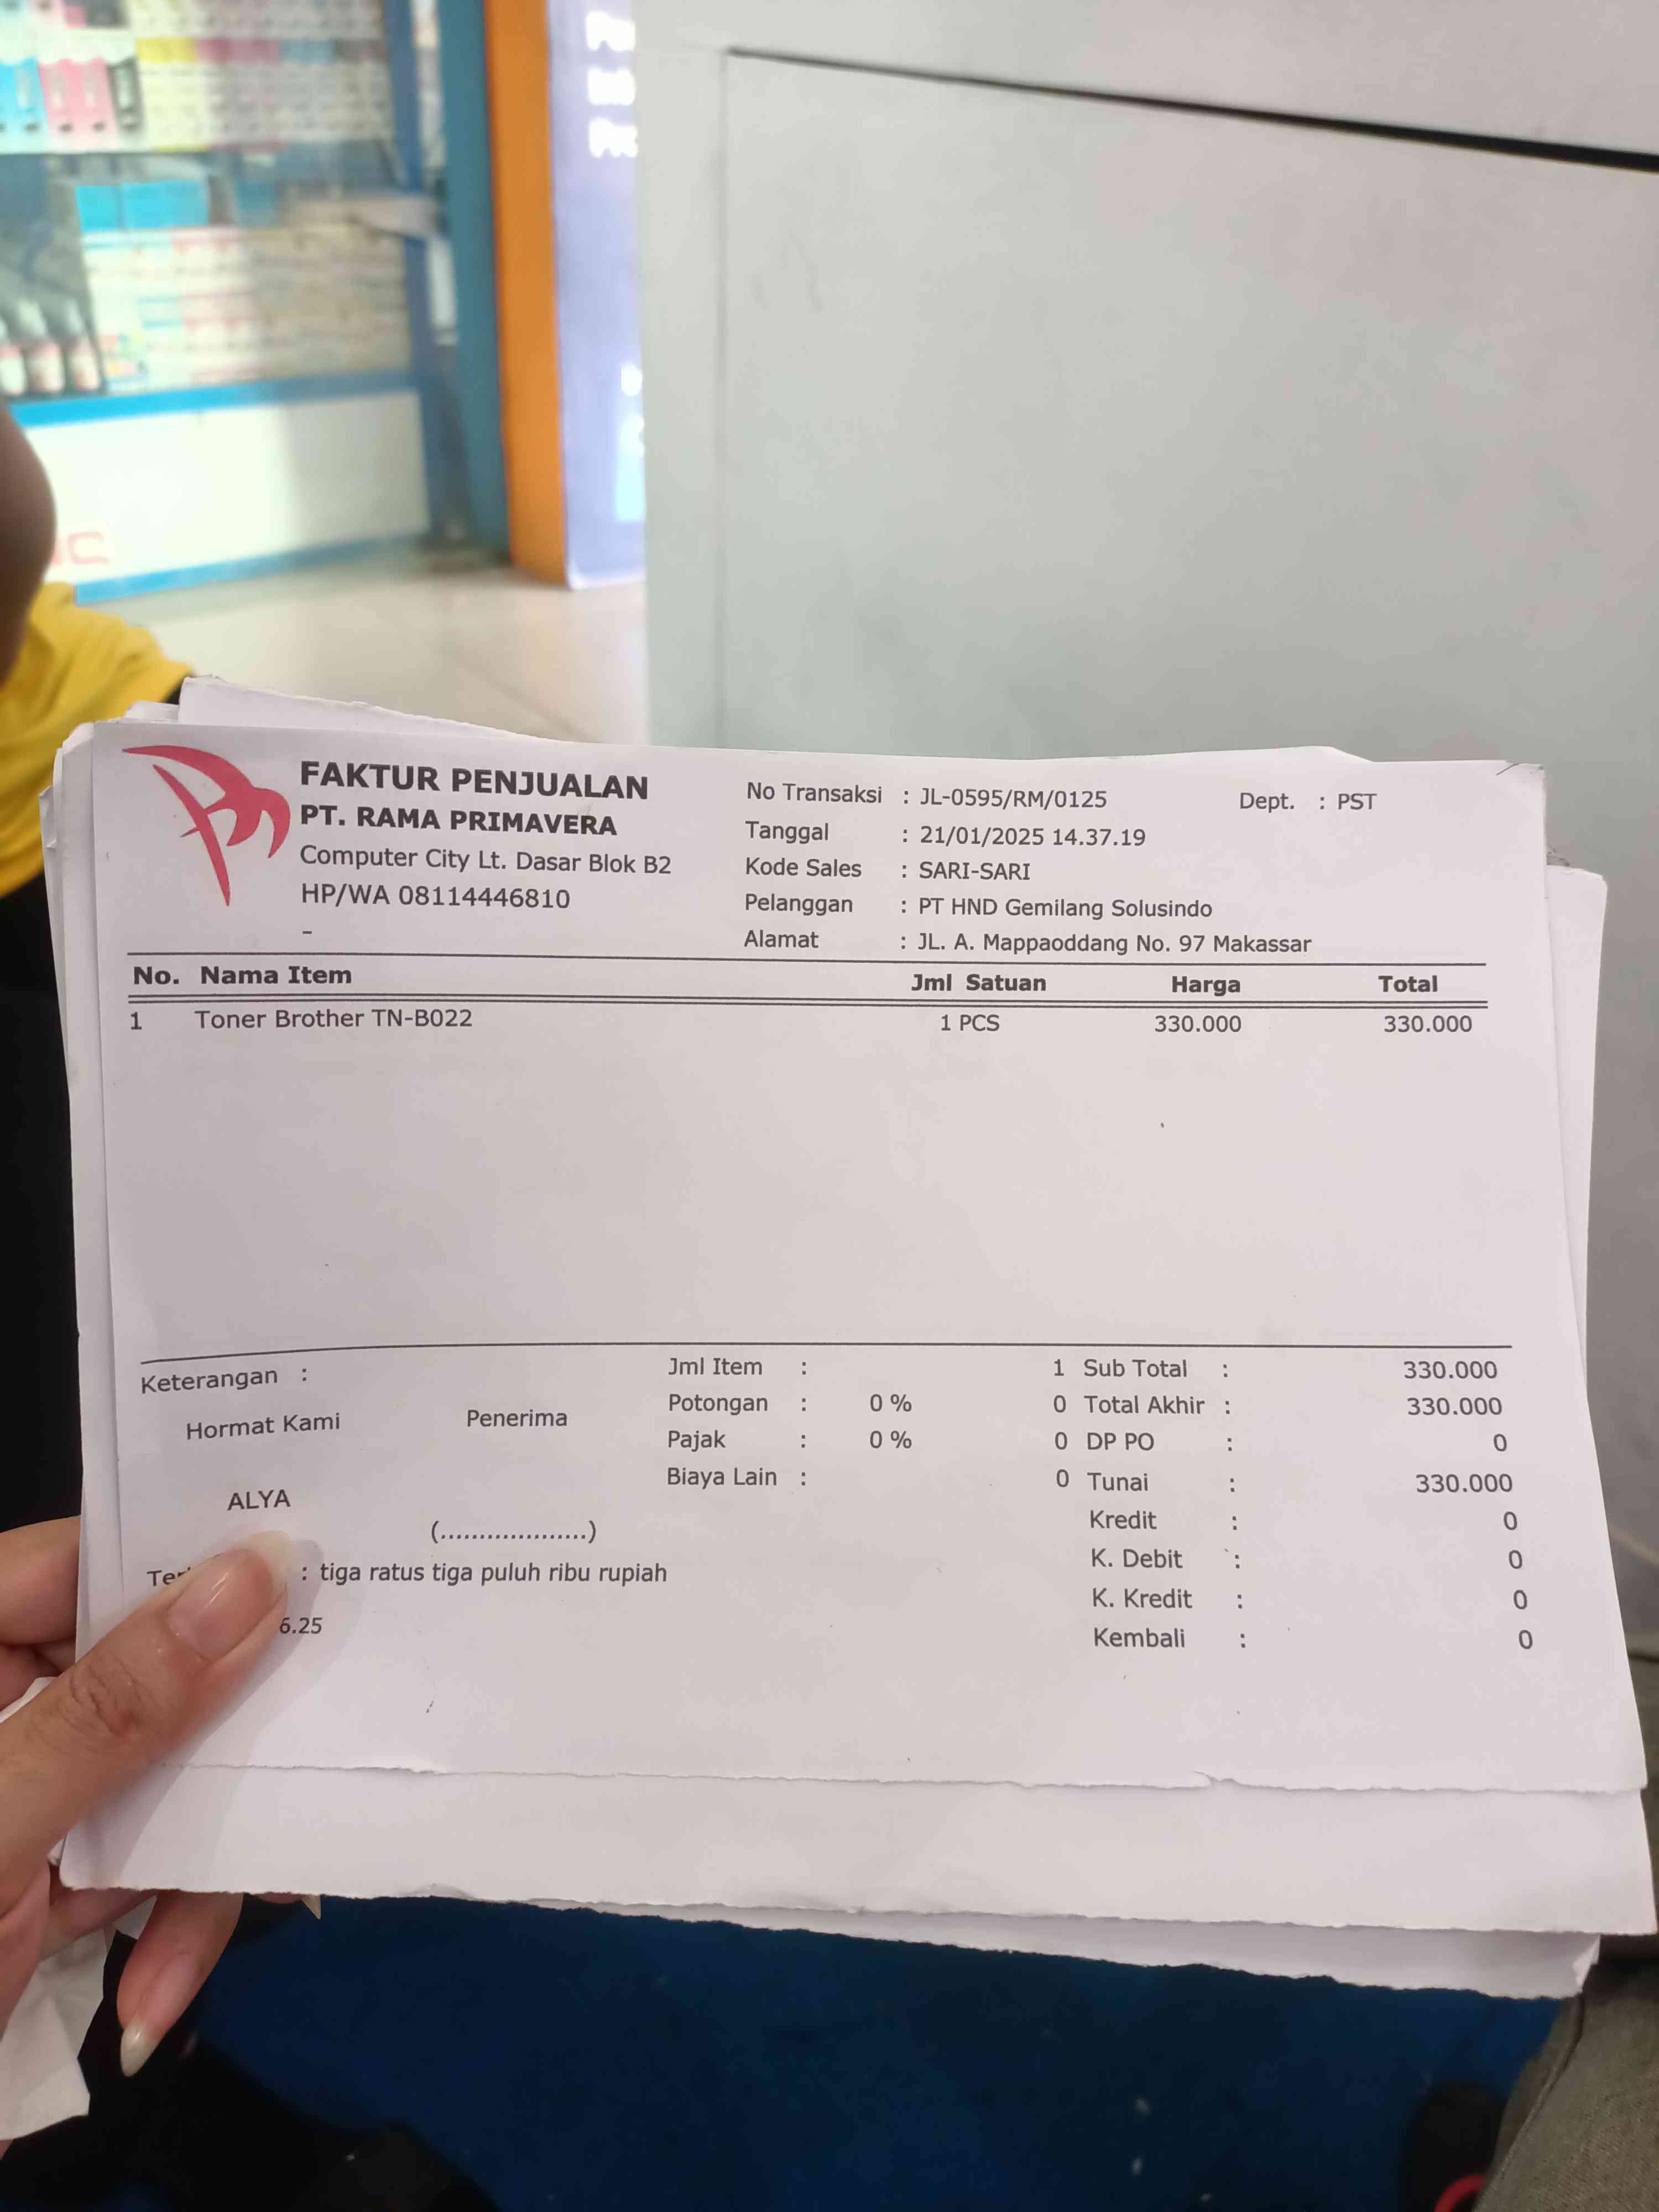 FAKTUR PENJUALAN
PT. RAMA PRIMAVERA
Computer City Lt. Dasar Blok B2
HP/WA 08114446810
-
No Transaksi : JL-0595/RM/0125 Dept. : PST
Tanggal : 21/01/2025 14.37.19
Kode Sales : SARI-SARI
Pelanggan : PT HND Gemilang Solusindo
Alamat : JL. A. Mappaoddang No. 97 Makassar
No. Nama Item Jml Satuan Harga Total
1 Toner Brother TN-B022 1 PCS 330.000 330.000
Keterangan :
Hormat Kami Penerima
ALYA
(...................)
: tiga ratus tiga puluh ribu rupiah
6.25
Jml Item : 1
Potongan : 0 % 0
Pajak : 0 % 0
Biaya Lain : 0
Sub Total : 330.000
Total Akhir : 330.000
DP PO : 0
Tunai : 330.000
Kredit : 0
K. Debit : 0
K. Kredit : 0
Kembali : 0